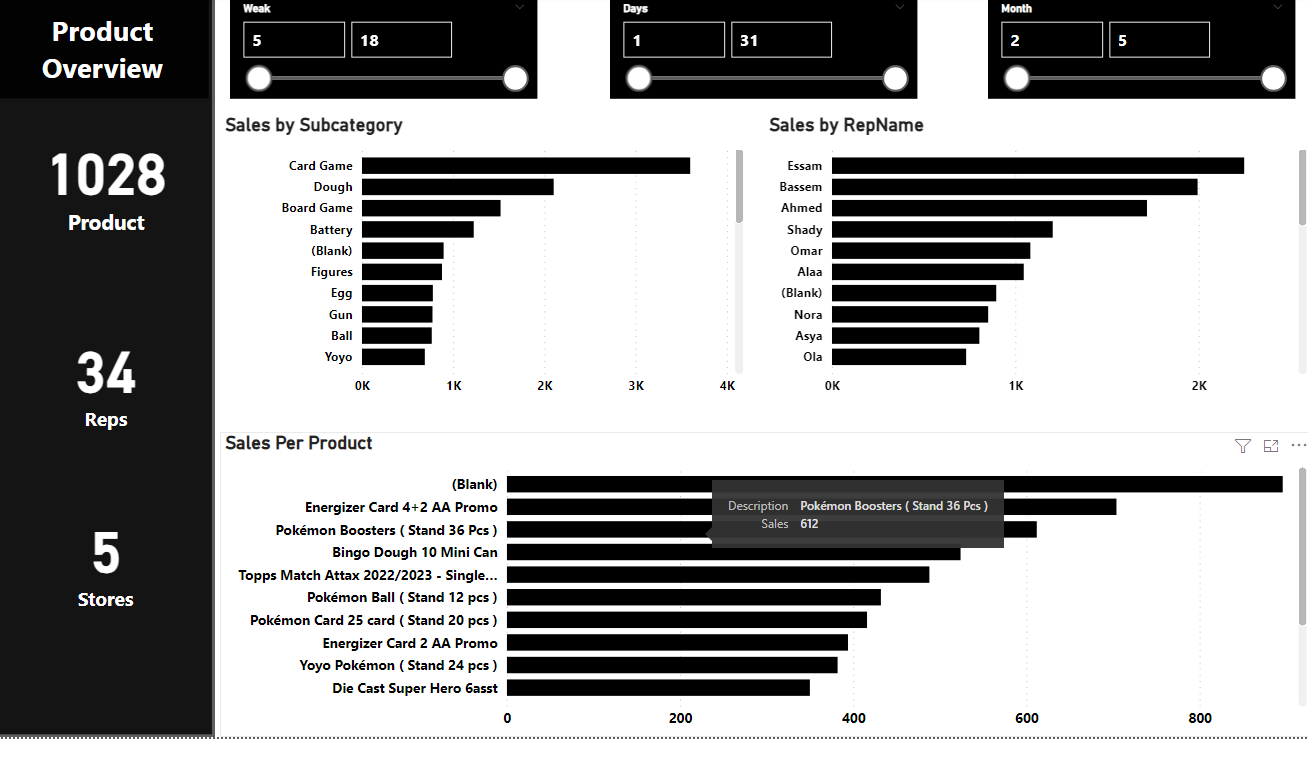 Product
Overview
1028
Product
34
Reps
5
Stores
Weak
5 18
Days
1 31
Month
2 5
Sales by Subcategory
Card Game
Dough
Board Game
Battery
(Blank)
Figures
Egg
Gun
Ball
Yoyo
0K 1K 2K 3K 4K
Sales by RepName
Essam
Bassem
Ahmed
Shady
Omar
Alaa
(Blank)
Nora
Asya
Ola
0K 1K 2K
Sales Per Product
(Blank)
Energizer Card 4+2 AA Promo
Pokémon Boosters ( Stand 36 Pcs )
Bingo Dough 10 Mini Can
Topps Match Attax 2022/2023 - Single...
Pokémon Ball ( Stand 12 pcs )
Pokémon Card 25 card ( Stand 20 pcs )
Energizer Card 2 AA Promo
Yoyo Pokémon ( Stand 24 pcs )
Die Cast Super Hero 6asst
0 200 400 600 800
Description Pokémon Boosters ( Stand 36 Pcs )
Sales 612